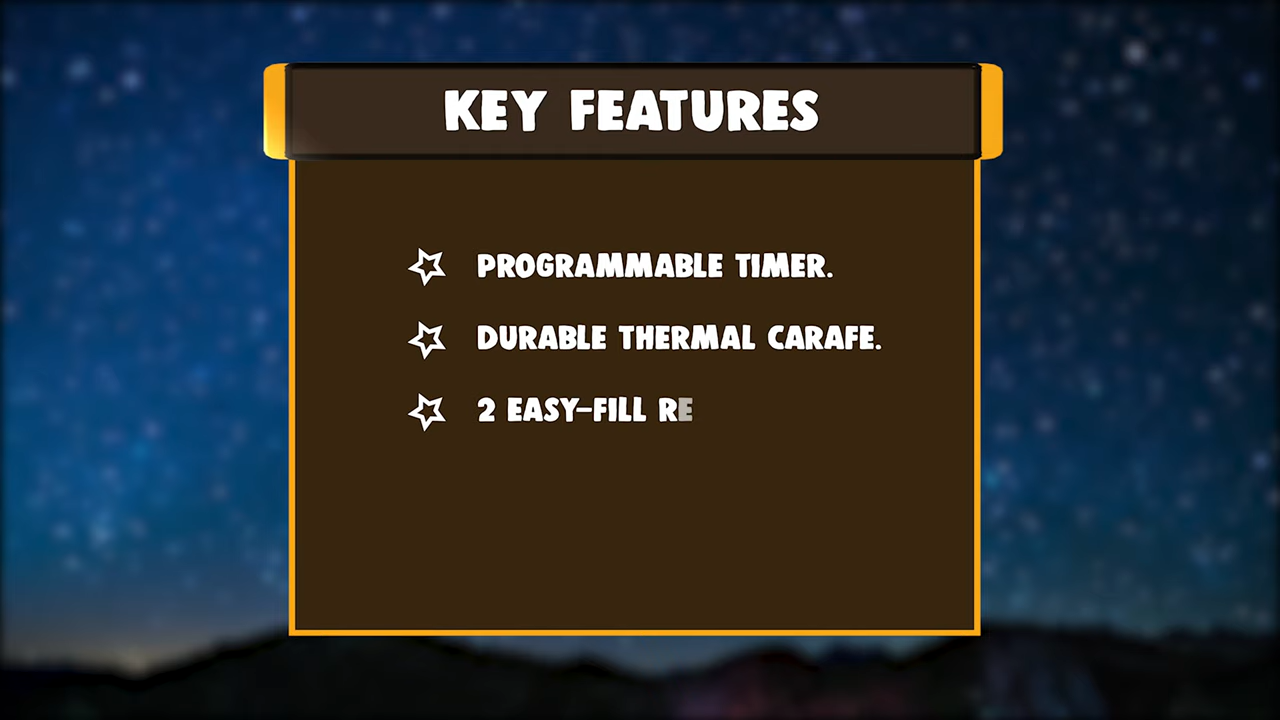 KEY FEATURES
PROGRAMMABLE TIMER.
DURABLE THERMAL CARAFE.
2 EASY-FILL RE